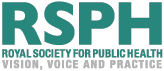 RSPH
ROYAL SOCIETY FOR PUBLIC HEALTH
VISION, VOICE AND PRACTICE